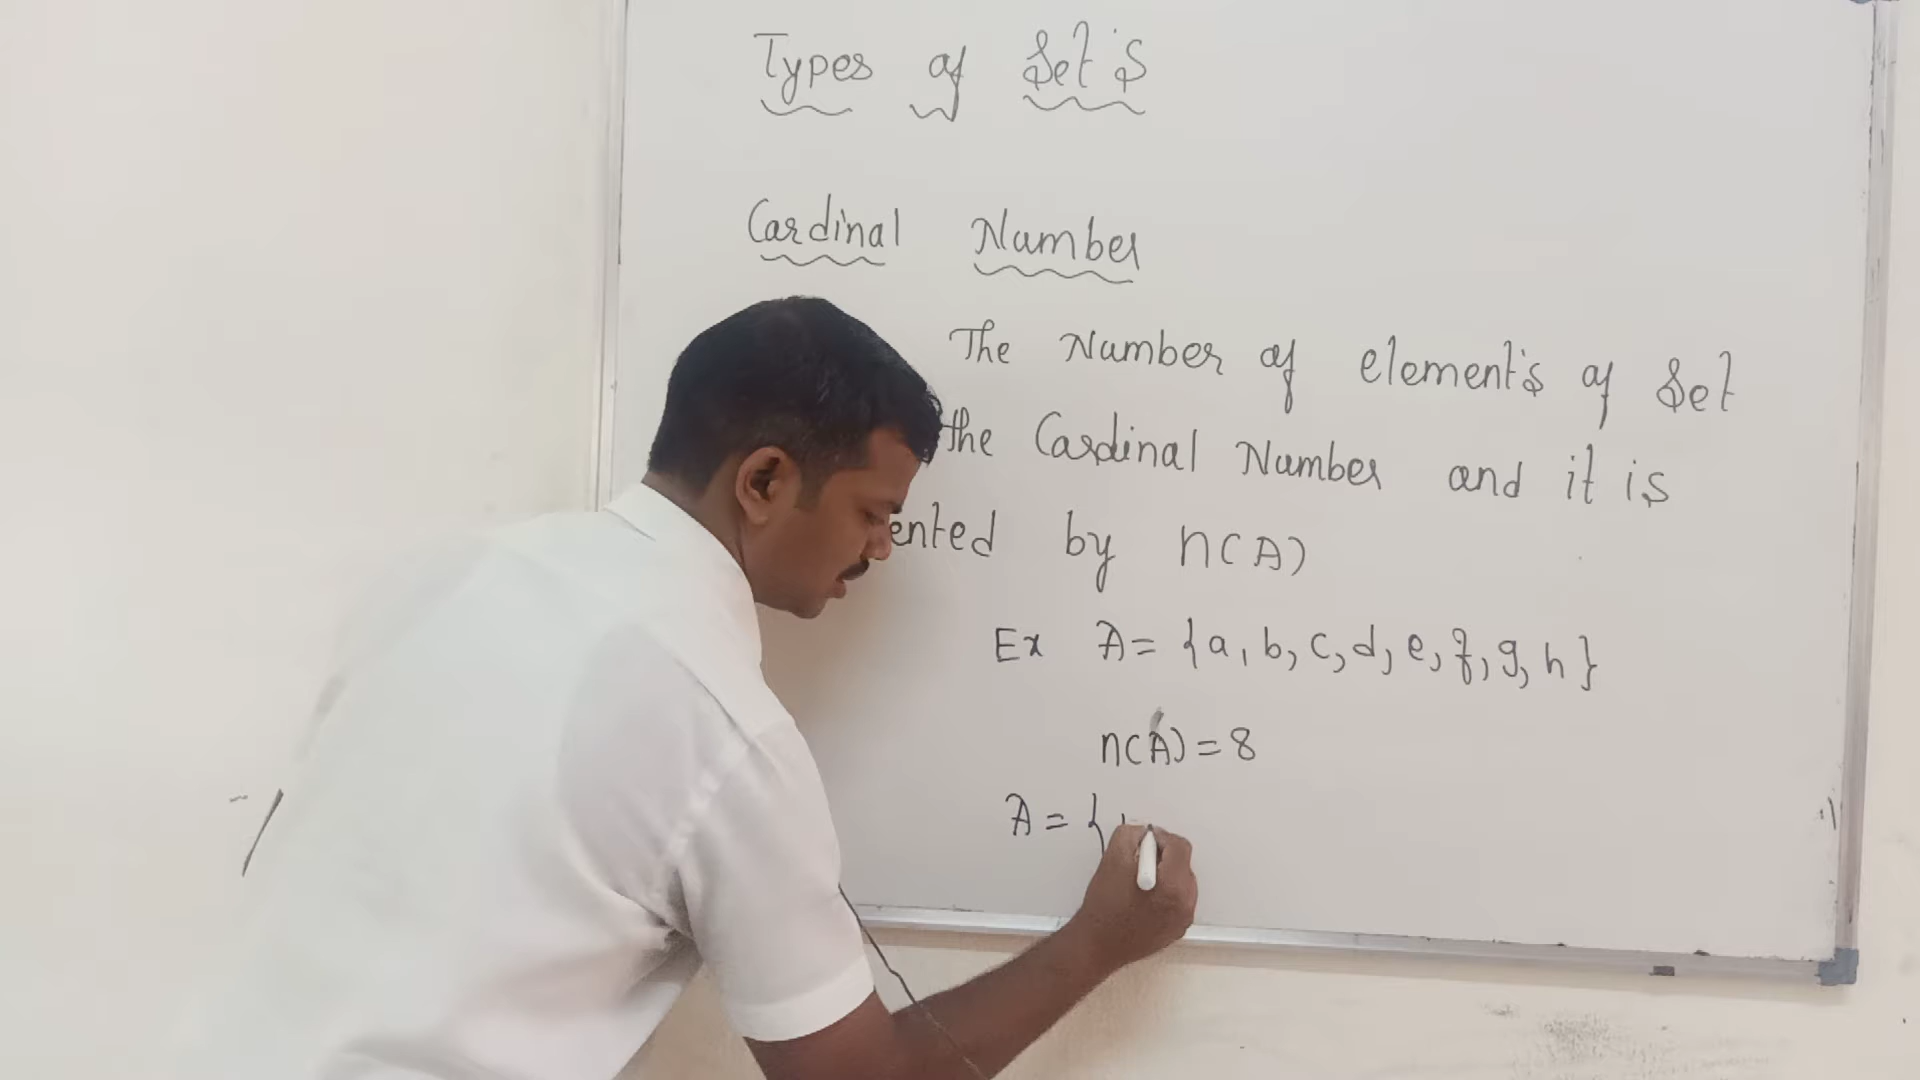 Types of Set's
Cardinal Number
The Number of element's of Set
the Cardinal Number and it is
ented by n(A)
Ex A= {a, b, c, d, e, f, g, h}
n(A) = 8
A = {